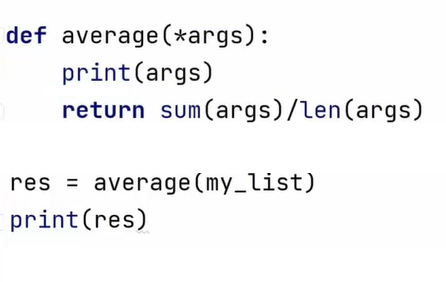 def average(*args):
    print(args)
    return sum(args)/len(args)
res = average(my_list)
print(res)